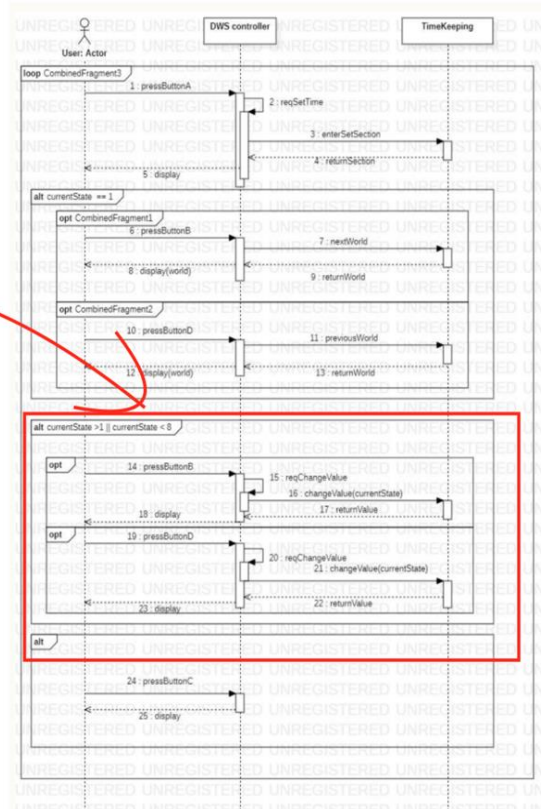 User: Actor
DWS controller
TimeKeeping
loop CombinedFragment3
1 : pressButtonA
2 : reqSetTime
3 : enterSetSection
4 : returnSection
5 : display
alt currentState == 1
opt CombinedFragment1
6 : pressButtonB
7 : nextWorld
8 : display(world)
9 : returnWorld
opt CombinedFragment2
10 : pressButtonD
11 : previousWorld
12 : display(world)
13 : returnWorld
alt currentState >1 || currentState < 8
opt
14 : pressButtonB
15 : reqChangeValue
16 : changeValue(currentState)
17 : returnValue
18 : display
opt
19 : pressButtonD
20 : reqChangeValue
21 : changeValue(currentState)
22 : returnValue
23 : display
alt
24 : pressButtonC
25 : display
UNREGISTERED